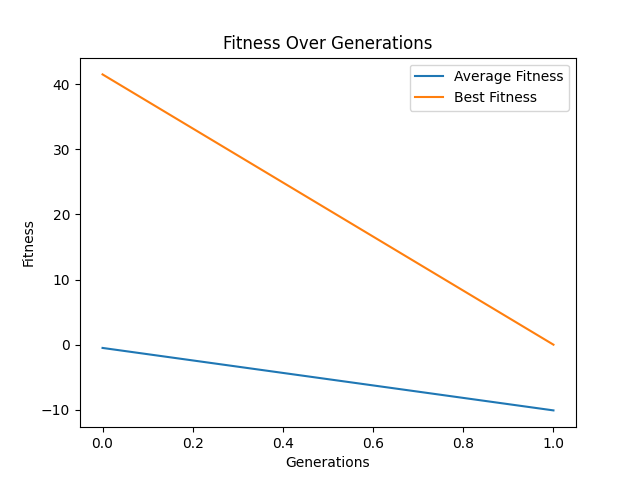 Fitness Over Generations
Average Fitness
Best Fitness
40
30
20
10
0
−10
Fitness
0.0 0.2 0.4 0.6 0.8 1.0
Generations